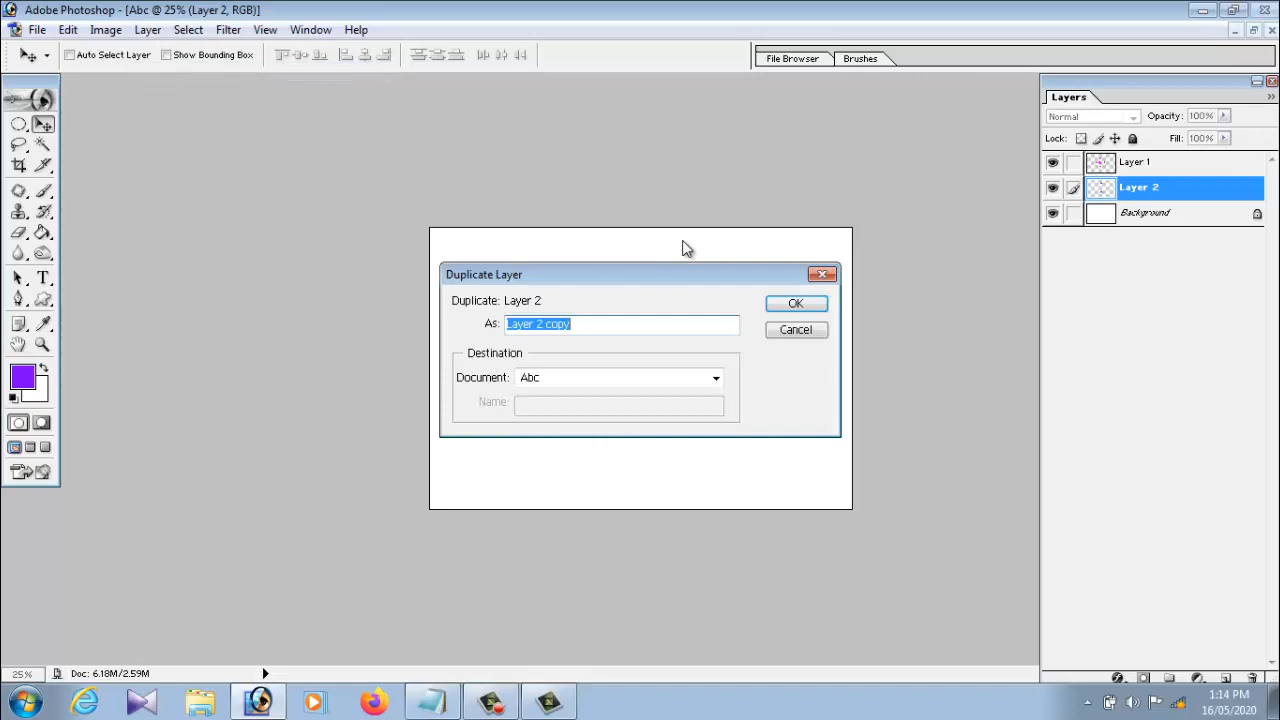 Adobe Photoshop - [Abc @ 25% (Layer 2, RGB)]
File Edit Image Layer Select Filter View Window Help
Auto Select Layer Show Bounding Box
File Browser Brushes
Layers
Normal Opacity: 100%
Lock: Fill: 100%
Layer 1
Layer 2
Background
Duplicate Layer
Duplicate: Layer 2
OK
As: Layer 2 copy
Cancel
Destination
Document: Abc
Name:
25% Doc: 6.18M/2.59M
1:14 PM
16/05/2020